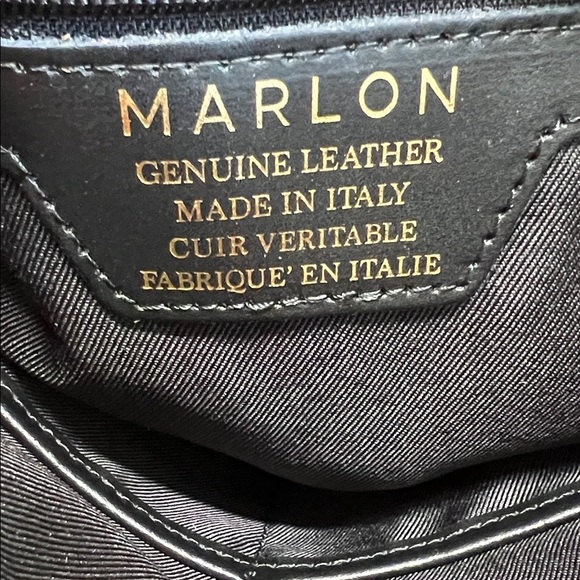 MARLON
GENUINE LEATHER
MADE IN ITALY
CUIR VERITABLE
FABRIQUE' EN ITALIE